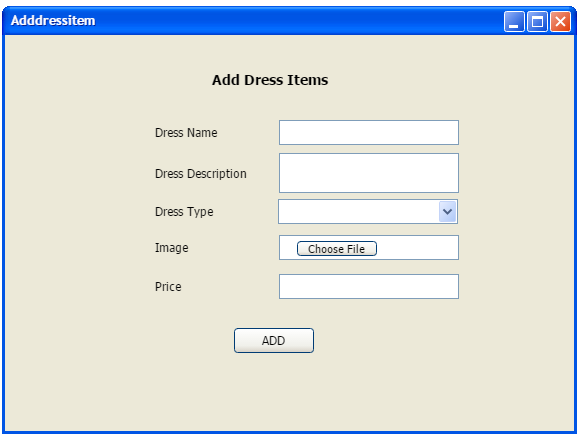 Adddressitem
Add Dress Items
Dress Name
Dress Description
Dress Type
Image
Choose File
Price
ADD